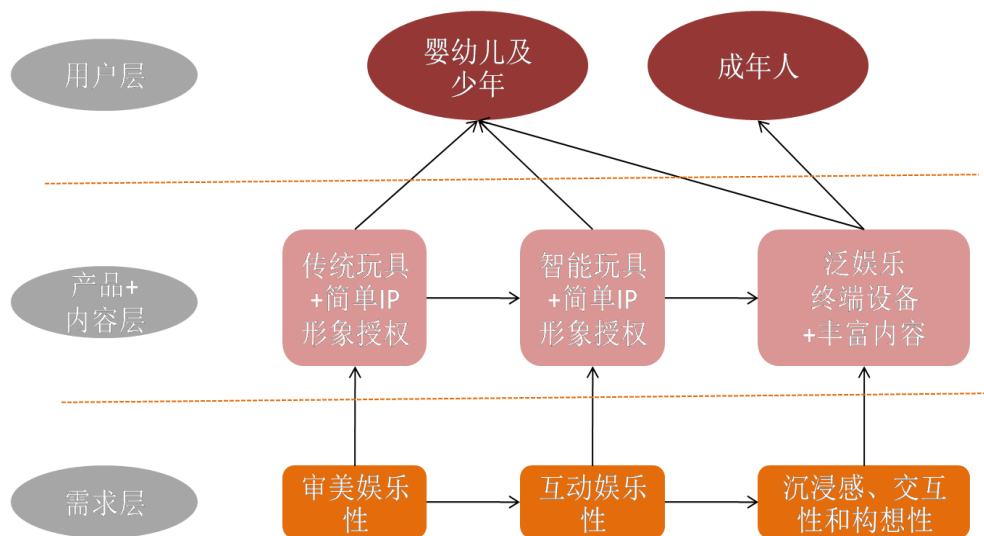 用户层
婴幼儿及
少年
成年人
产品+
内容层
传统玩具
+简单IP
形象授权
智能玩具
+简单IP
形象授权
泛娱乐
终端设备
+丰富内容
需求层
审美娱乐
性
互动娱乐
性
沉浸感、交互
性和构想性